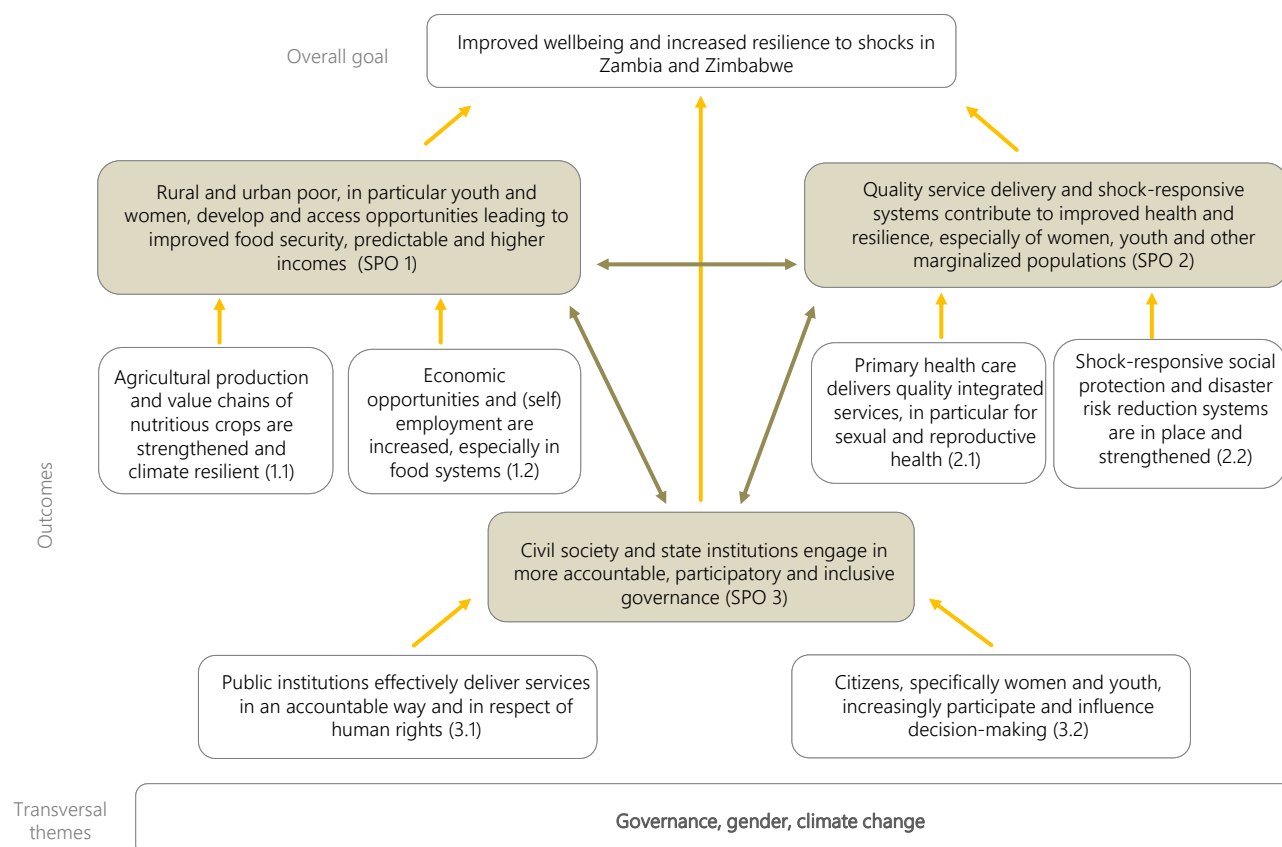 Overall goal
Improved wellbeing and increased resilience to shocks in
Zambia and Zimbabwe
Rural and urban poor, in particular youth and
women, develop and access opportunities leading to
improved food security, predictable and higher
incomes (SPO 1)
Quality service delivery and shock-responsive
systems contribute to improved health and
resilience, especially of women, youth and other
marginalized populations (SPO 2)
Agricultural production
and value chains of
nutritious crops are
strengthened and
climate resilient (1.1)
Economic
opportunities and (self)
employment are
increased, especially in
food systems (1.2)
Primary health care
delivers quality integrated
services, in particular for
sexual and reproductive
health (2.1)
Shock-responsive social
protection and disaster
risk reduction systems
are in place and
strengthened (2.2)
Outcomes
Civil society and state institutions engage in
more accountable, participatory and inclusive
governance (SPO 3)
Public institutions effectively deliver services
in an accountable way and in respect of
human rights (3.1)
Citizens, specifically women and youth,
increasingly participate and influence
decision-making (3.2)
Transversal
themes
Governance, gender, climate change